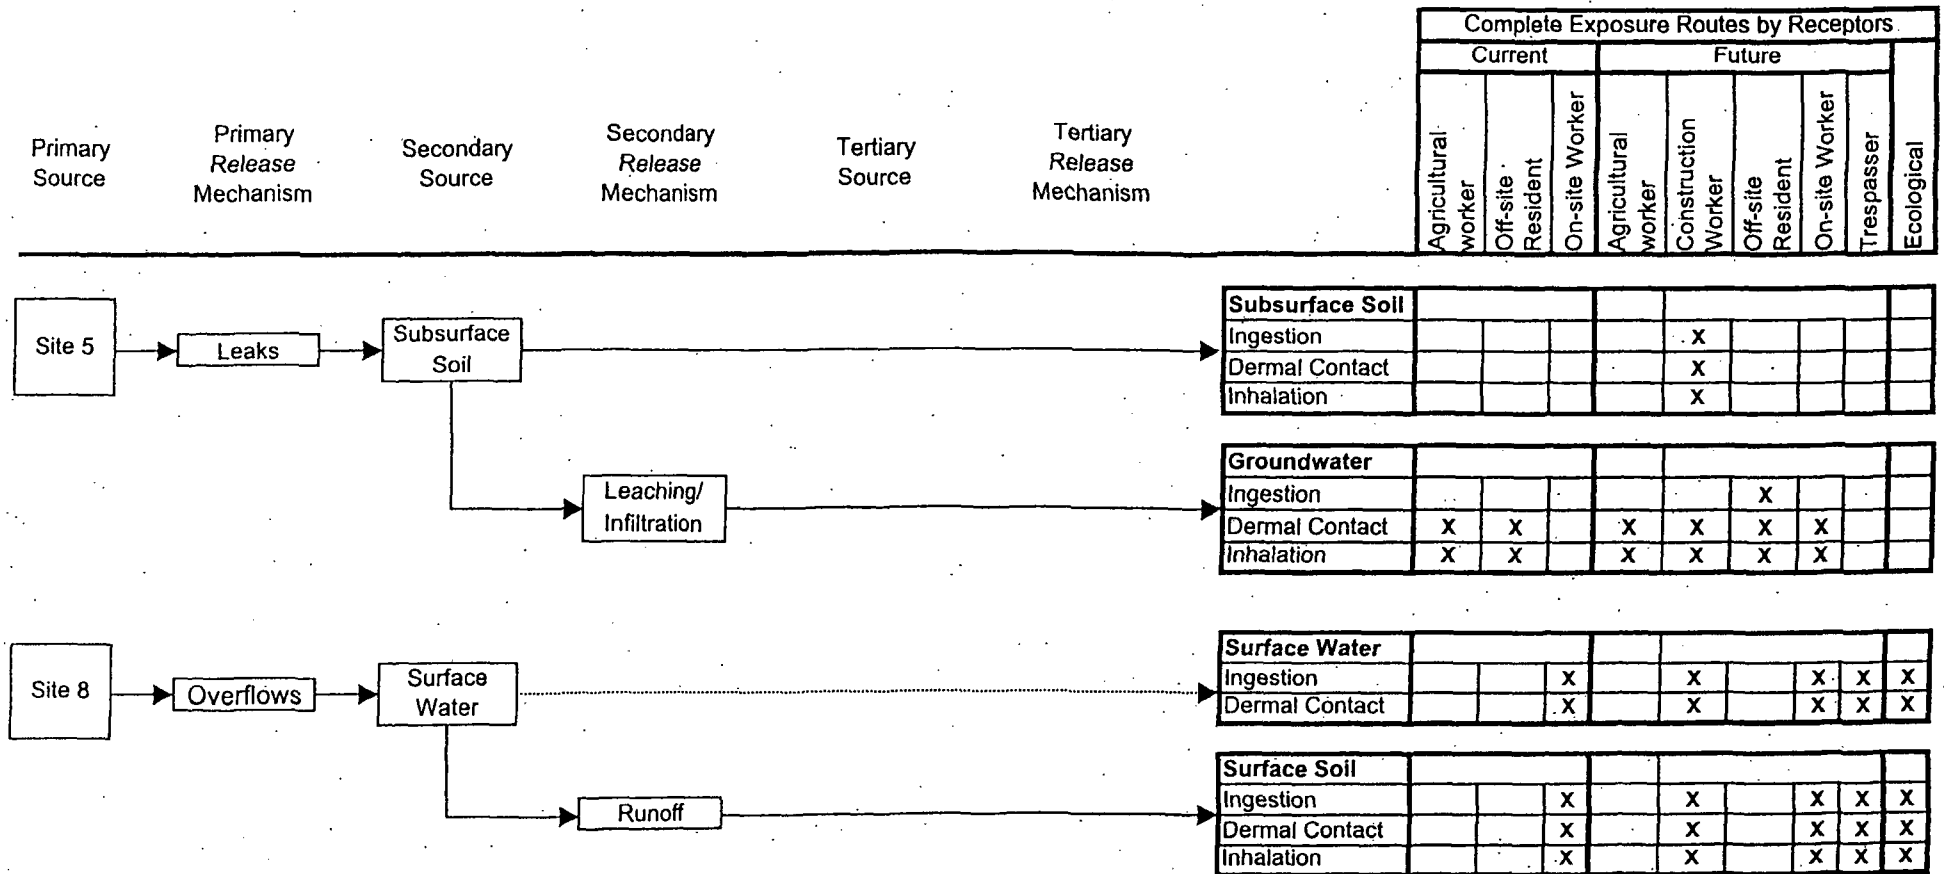 Complete Exposure Routes by Receptors
Current Future
Primary
Source
Primary
Release
Mechanism
Secondary
Source
Secondary
Release
Mechanism
Tertiary
Source
Tertiary
Release
Mechanism
Agricultural
worker
Off-site
Resident
On-site Worker
Agricultural
worker
Construction
Worker
Off-site
Resident
On-site Worker
Trespasser
Ecological
Site 5
Leaks
Subsurface
Soil
Subsurface Soil
Ingestion X
Dermal Contact X
Inhalation X
Leaching/
Infiltration
Groundwater
Ingestion X
Dermal Contact X X X X X X
Inhalation X X X X X X
Site 8
Overflows
Surface
Water
Surface Water
Ingestion X X X X X
Dermal Contact X X X X X
Runoff
Surface Soil
Ingestion X X X X X
Dermal Contact X X X X X
Inhalation X X X X X